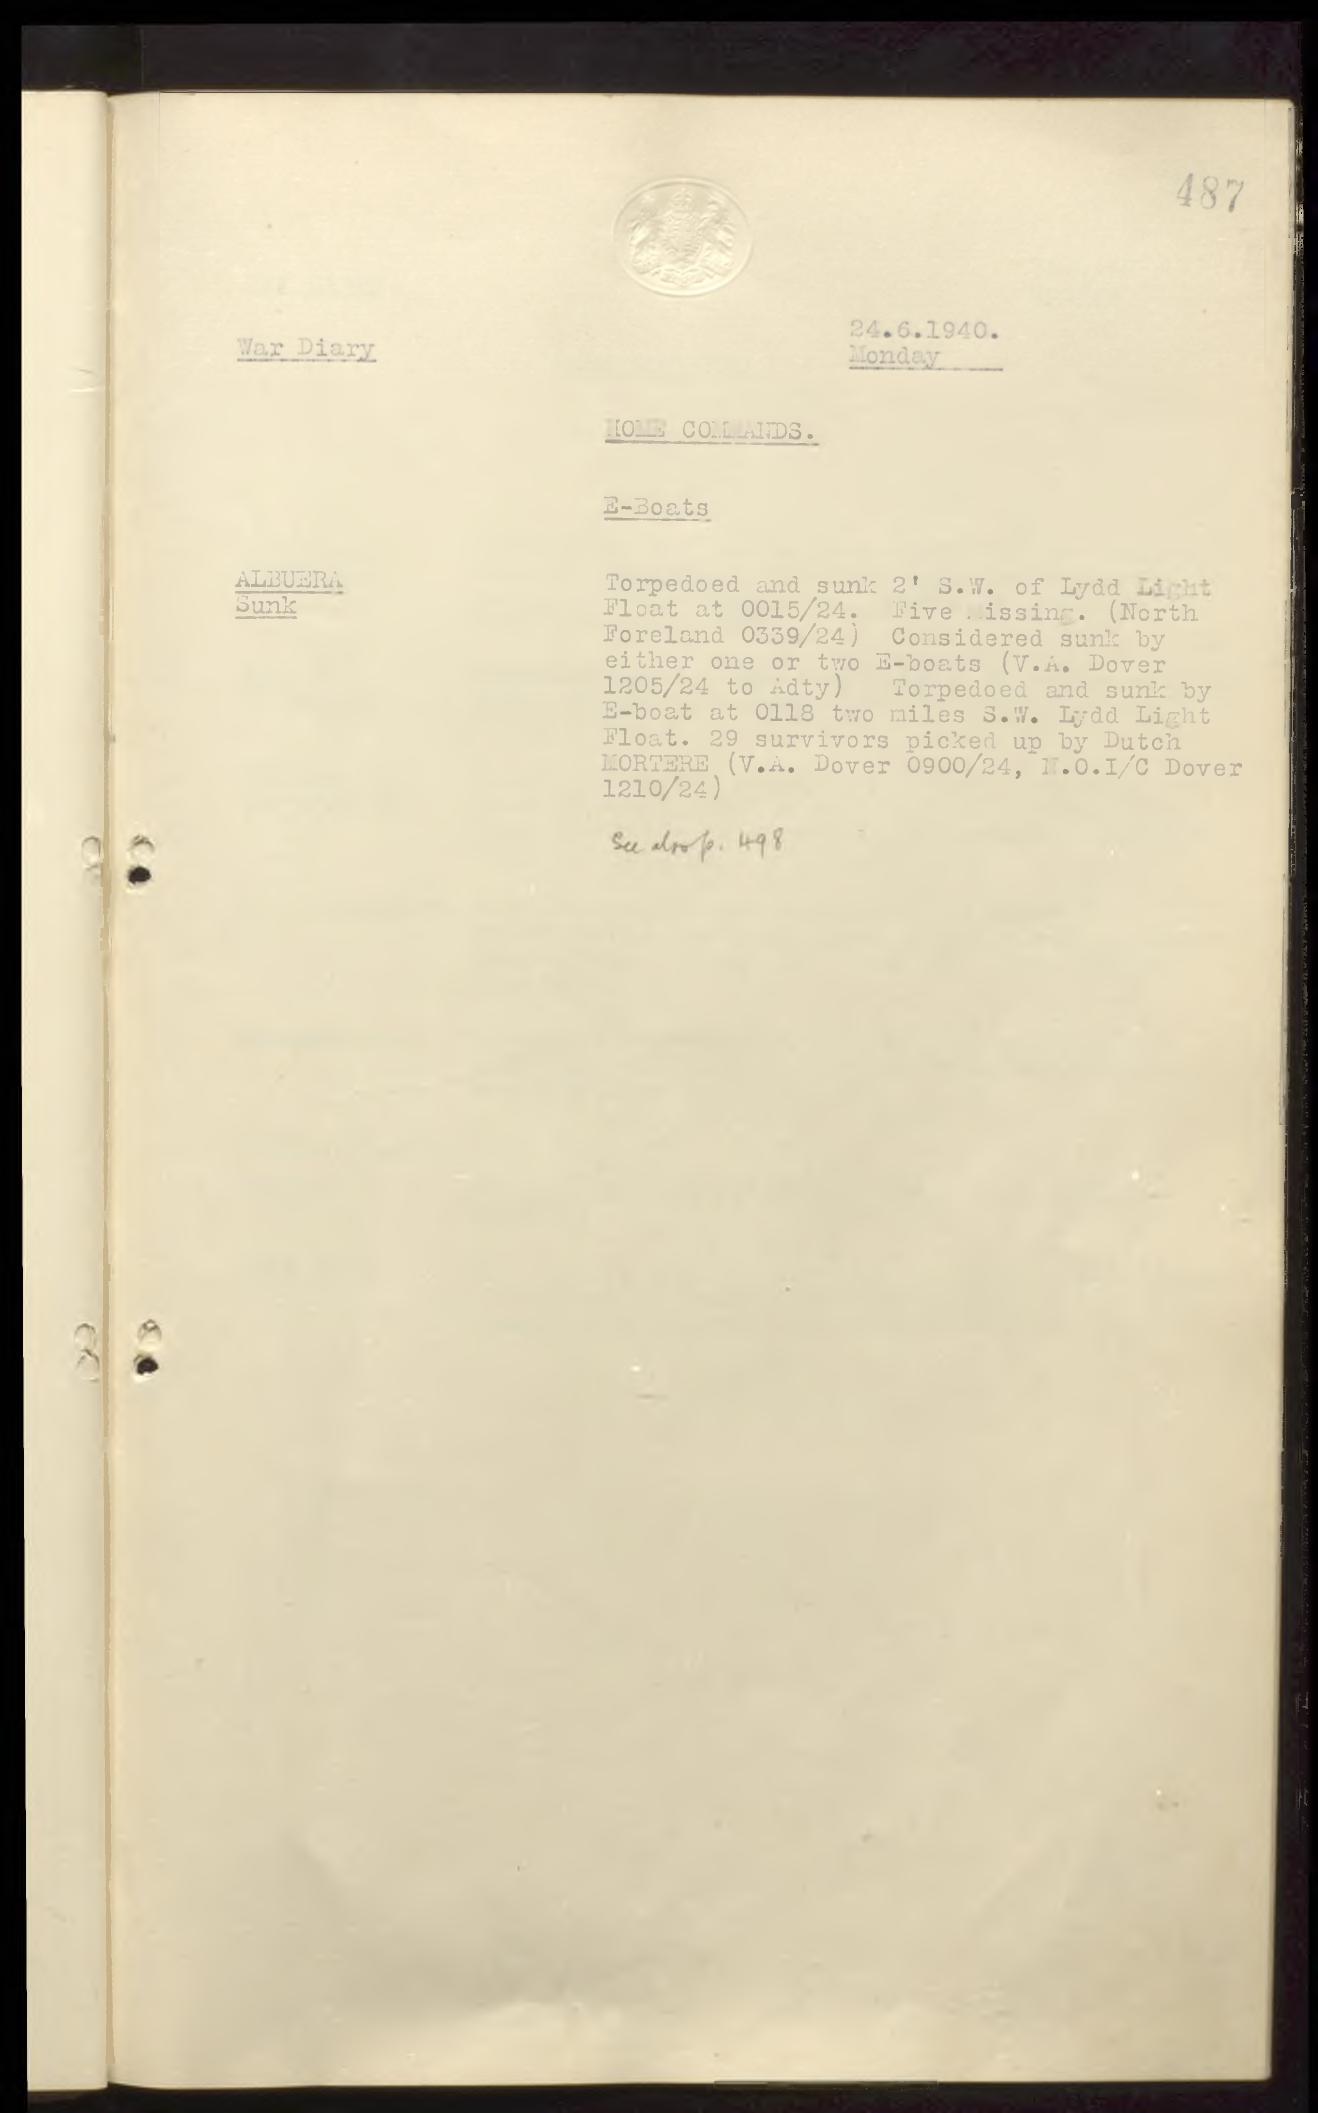 487
War Diary
24.6.1940.
Monday
HOME COMMANDS.
E-Boats
ALBUERA
Sunk
Torpedoed and sunk 2' S.W. of Lydd Light
Float at 0015/24. Five missing. (North
Foreland 0339/24) Considered sunk by
either one or two E-boats (V.A. Dover
1205/24 to Adty) Torpedoed and sunk by
E-boat at 0118 two miles S.W. Lydd Light
Float. 29 survivors picked up by Dutch
MORTERE (V.A. Dover 0900/24, N.O.I/C Dover
1210/24)
See also p. 498